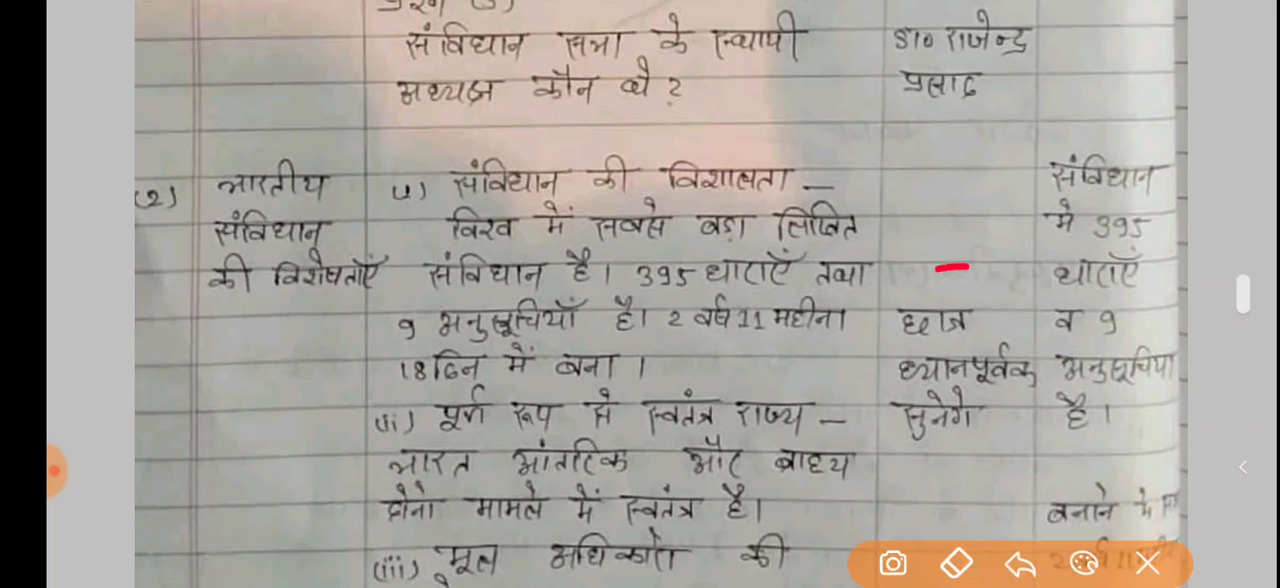 संविधान सभा के स्थायी
अध्यक्ष कौन थे ?
डा० राजेन्द्र
प्रसाद
(2)
भारतीय
संविधान
की विशेषताएँ
i) संविधान की विशालता –
विश्व में सबसे बड़ा लिखित
संविधान है। 395 धाराएँ तथा
9 अनुसूचियाँ है। 2 वर्ष 11 महीना
18 दिन में बना ।
(ii) पूर्ण रूप से स्वतंत्र राज्य –
भारत आंतरिक और बाहय
दोनो मामले में स्वतंत्र है।
(iii) मूल अधिकारो की
छात्र
ध्यानपूर्वक
सुनेगे
संविधान
मे 395
धाराएँ
व 9
अनुसूचिया
है।
बनाने मे